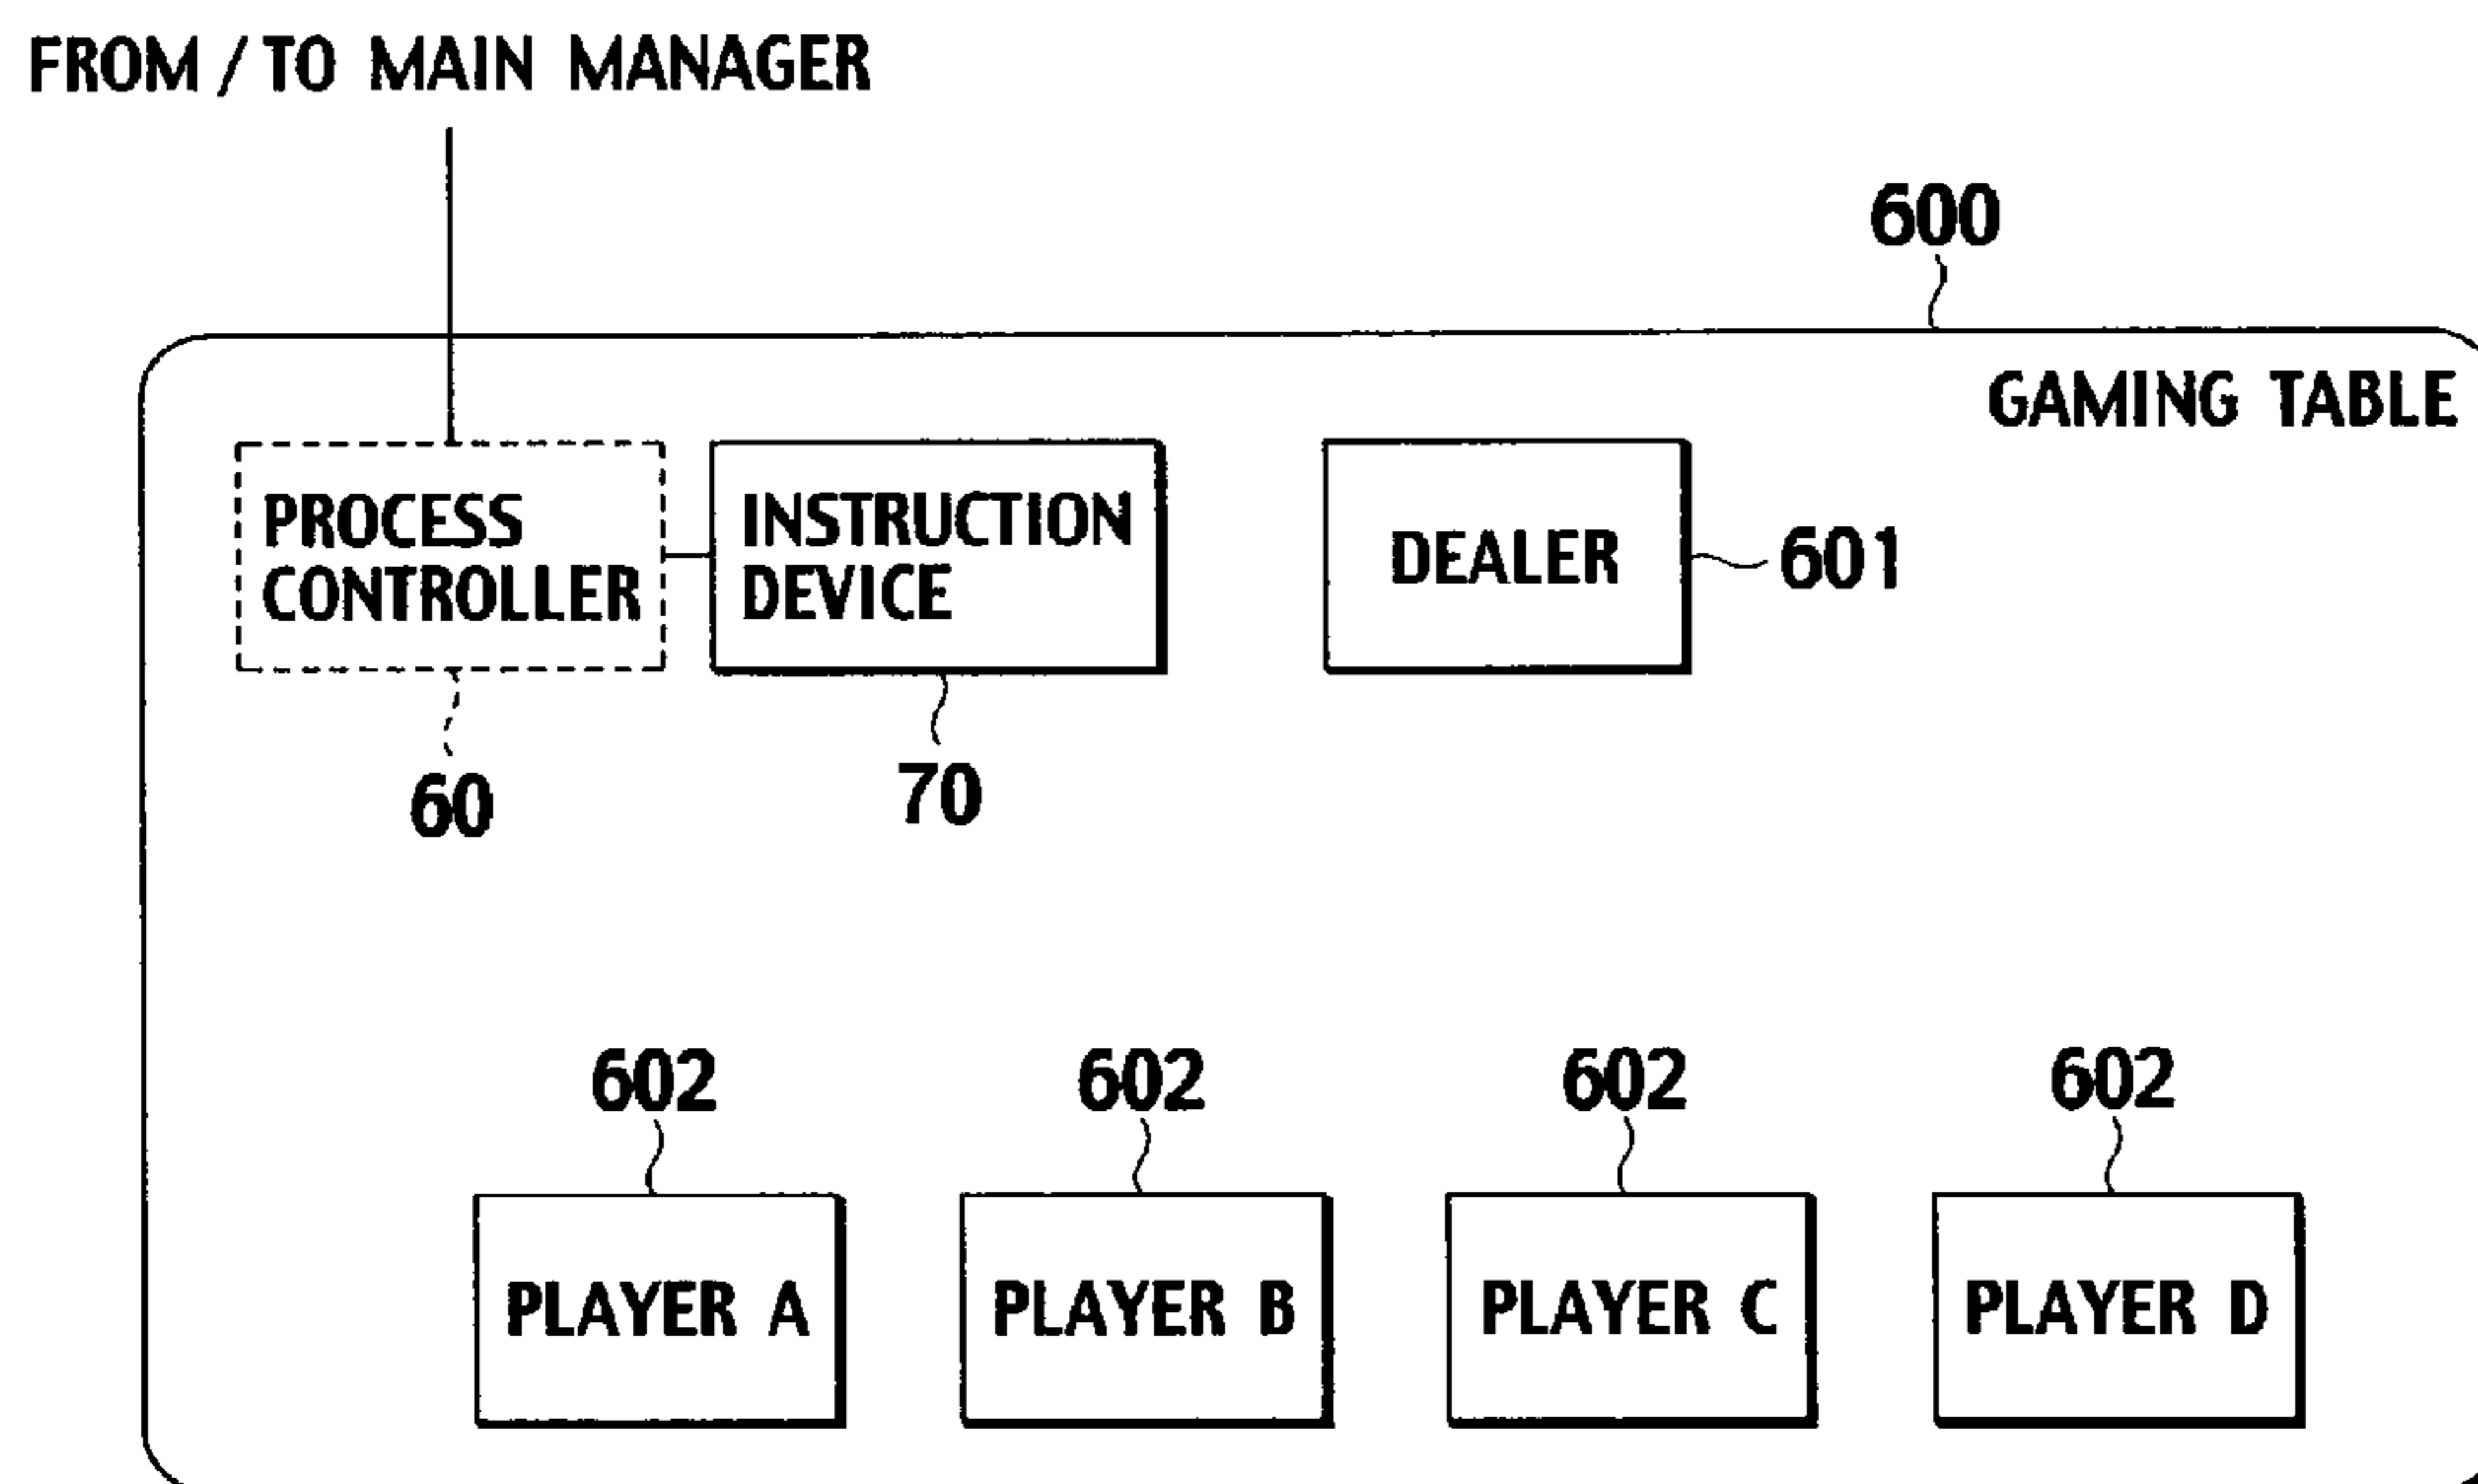 FROM / TO MAIN MANAGER
600
GAMING TABLE
PROCESS
CONTROLLER
INSTRUCTION
DEVICE
DEALER
601
60
70
602
602
602
602
PLAYER A
PLAYER B
PLAYER C
PLAYER D